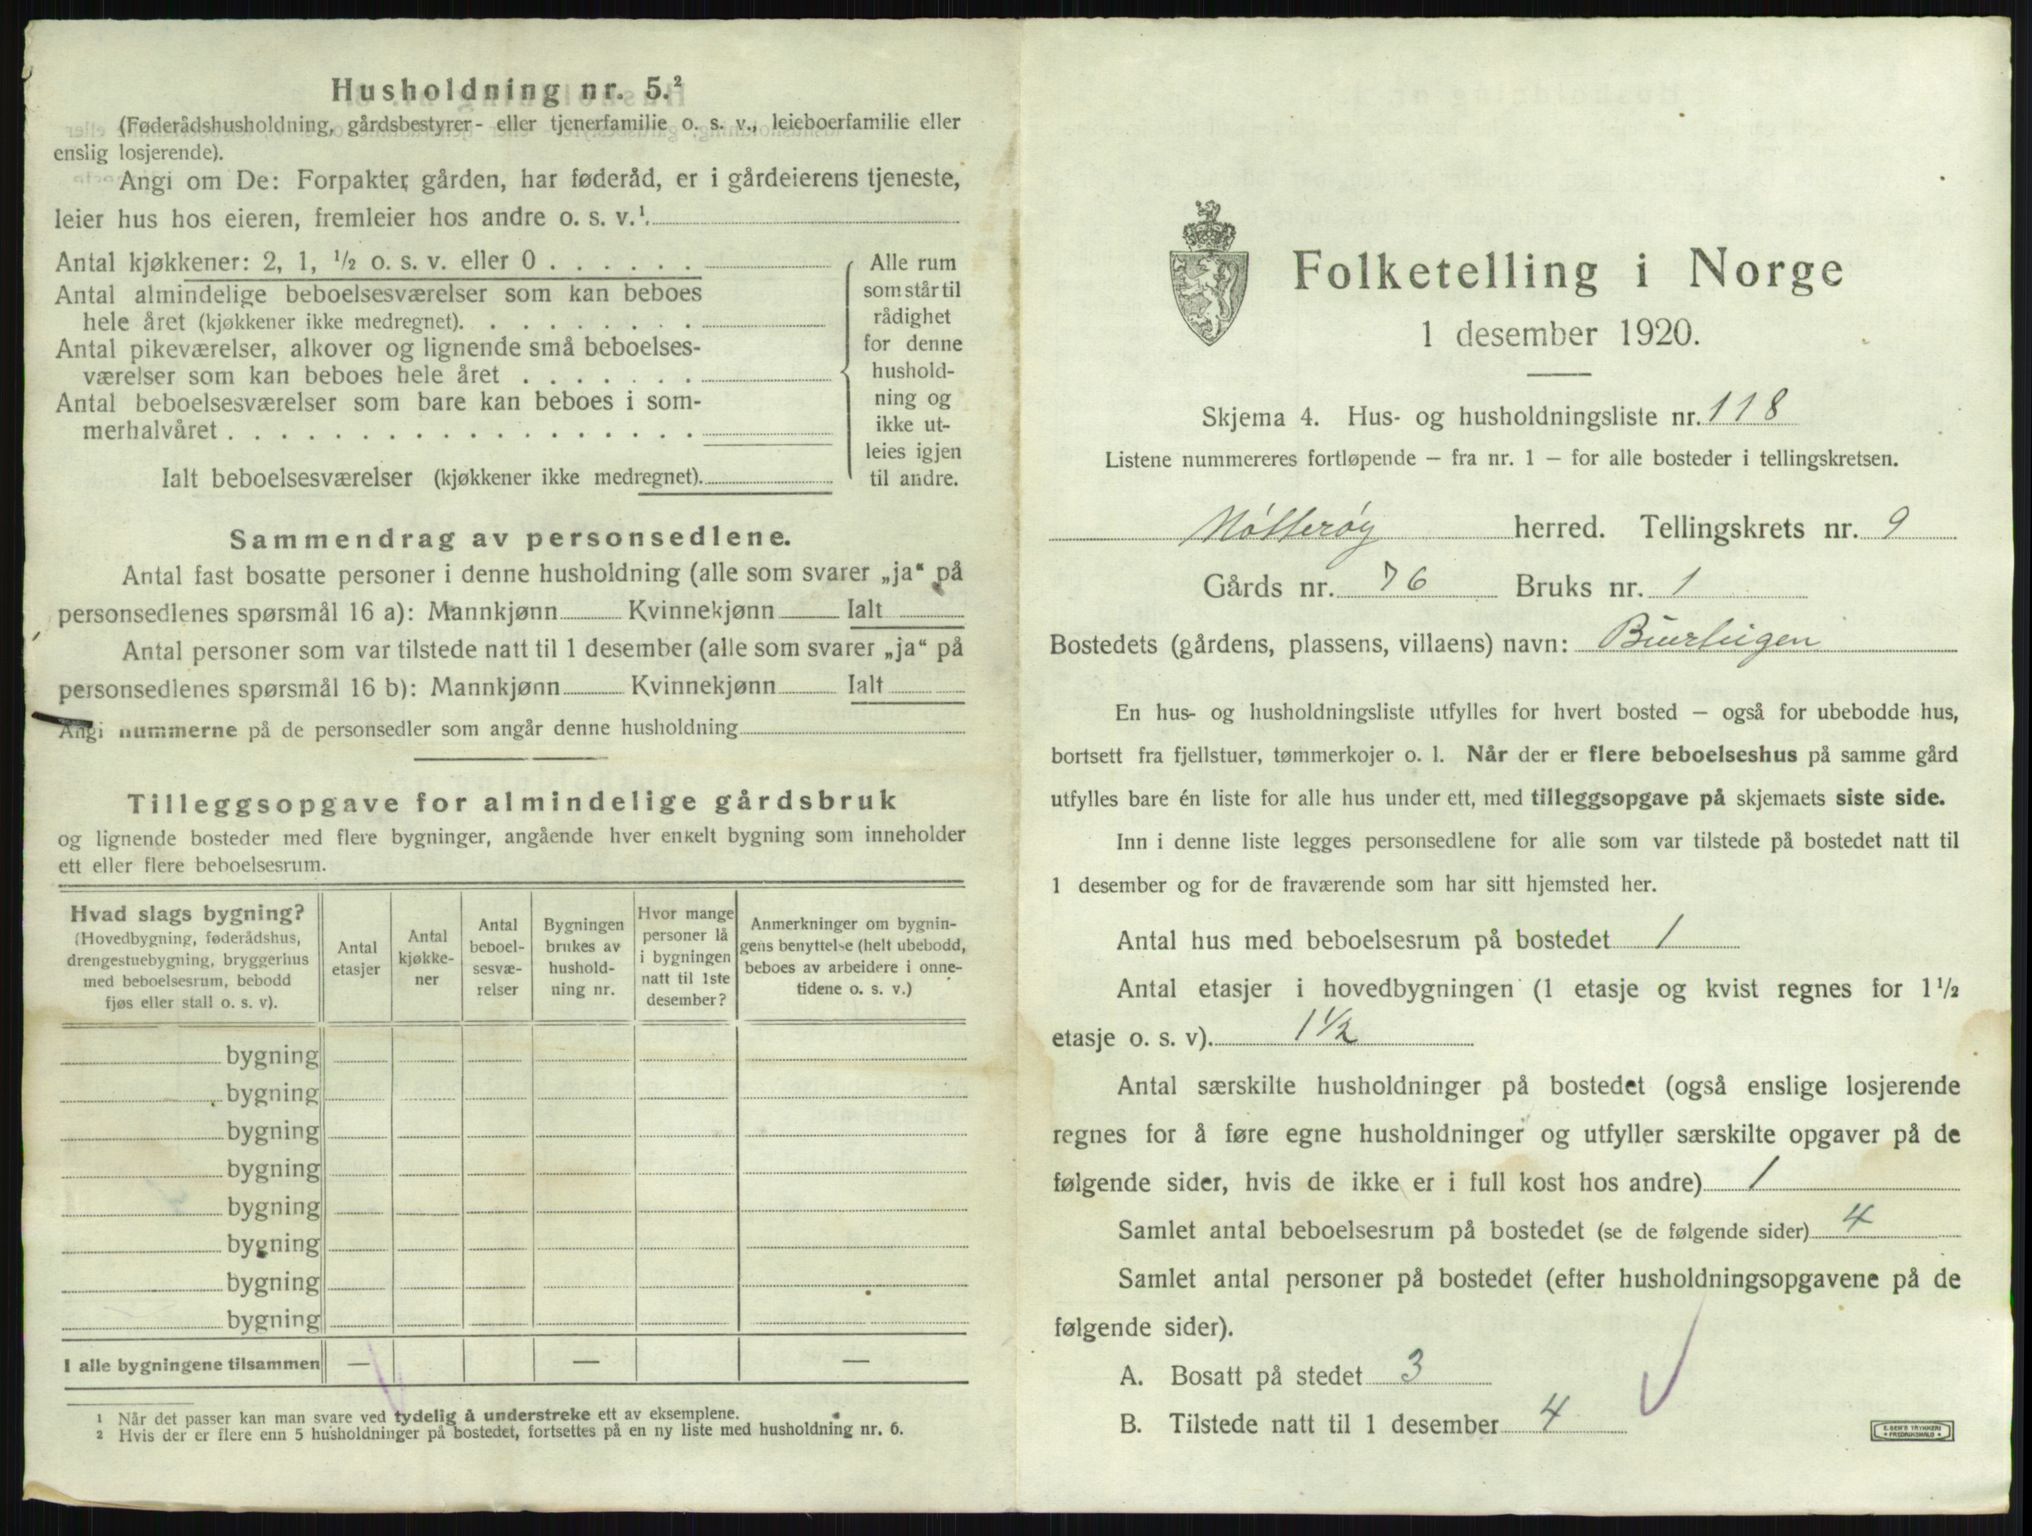 Husholdning nr. 5.²
(Føderådshusholdning, gårdsbestyrer- eller tjenerfamilie o. s. v., leieboerfamilie eller
enslig losjerende).
Angi om De: Forpakter gården, har føderåd, er i gårdeierens tjeneste,
leier hus hos eieren, fremleier hos andre o. s. v.¹.
Antal kjøkkener: 2, 1, ½ o. s. v. eller 0 . . . . . .
Antal almindelige beboelsesværelser som kan beboes
hele året (kjøkkener ikke medregnet). . . . . . . . .
Antal pikeværelser, alkover og lignende små beboelses-
værelser som kan beboes hele året . . . . . . .
Antal beboelsesværelser som bare kan beboes i som-
merhalvåret . . . . . . . . . . . . . . . . . .
Ialt beboelsesværelser (kjøkkener ikke medregnet).
Alle rum
som står til
rådighet
for denne
hushold-
ning og
ikke ut-
leies igjen
til andre.
Sammendrag av personsedlene.
Antal fast bosatte personer i denne husholdning (alle som svarer „ja“ på
personsedlenes spørsmål 16 a): Mannkjønn Kvinnekjønn Ialt
Antal personer som var tilstede natt til 1 desember (alle som svarer „ja“ på
personsedlenes spørsmål 16 b): Mannkjønn Kvinnekjønn Ialt
Angi nummerne på de personsedler som angår denne husholdning
Tilleggsopgave for almindelige gårdsbruk
og lignende bosteder med flere bygninger, angående hver enkelt bygning som inneholder
ett eller flere beboelsesrum.
Hvad slags bygning?
(Hovedbygning, føderådshus,
drengestuebygning, bryggerhus
med beboelsesrum, bebodd
fjøs eller stall o. s. v).
Antal
etasjer
Antal
kjøkke-
ner
Antal
beboel-
sesvæ-
relser
Bygningen
brukes av
hushold-
ning nr.
Hvor mange
personer lå
i bygningen
natt til 1ste
desember?
Anmerkninger om bygnin-
gens benyttelse (helt ubebodd,
beboes av arbeidere i onne-
tidene o. s. v.)
bygning
bygning
bygning
bygning
bygning
bygning
bygning
bygning
I alle bygningene tilsammen — — —
¹ Når det passer kan man svare ved tydelig å understreke ett av eksemplene.
² Hvis der er flere enn 5 husholdninger på bostedet, fortsettes på en ny liste med husholdning nr. 6.
Folketelling i Norge
1 desember 1920.
Skjema 4. Hus- og husholdningsliste nr. 118
Listene nummereres fortløpende – fra nr. 1 – for alle bosteder i tellingskretsen.
Nøtterøy herred. Tellingskrets nr. 9
Gårds nr. 76 Bruks nr. 1
Bostedets (gårdens, plassens, villaens) navn:
En hus- og husholdningsliste utfylles for hvert bosted – også for ubebodde hus,
bortsett fra fjellstuer, tømmerkojer o. l. Når der er flere beboelseshus på samme gård
utfylles bare én liste for alle hus under ett, med tilleggsopgave på skjemaets siste side.
Inn i denne liste legges personsedlene for alle som var tilstede på bostedet natt til
1 desember og for de fraværende som har sitt hjemsted her.
Antal hus med beboelsesrum på bostedet 1
Antal etasjer i hovedbygningen (1 etasje og kvist regnes for 1½
etasje o. s. v). 1½
Antal særskilte husholdninger på bostedet (også enslige losjerende
regnes for å føre egne husholdninger og utfyller særskilte opgaver på de
følgende sider, hvis de ikke er i full kost hos andre) 1
Samlet antal beboelsesrum på bostedet (se de følgende sider) 4
Samlet antal personer på bostedet (efter husholdningsopgavene på de
følgende sider).
A. Bosatt på stedet 3
B. Tilstede natt til 1 desember 4